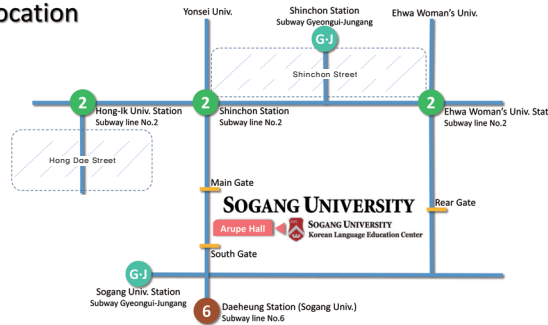 ocation
Yonsei Univ.
Shinchon Station
Subway Gyeongui-Jungang
Ehwa Woman's Univ.
G·J
Shinchon Street
2
Hong-Ik Univ. Station
Subway line No.2
2
Shinchon Station
Subway line No.2
2
Ehwa Woman's Univ. Stat
Subway line No.2
Hong Dae Street
Main Gate
SOGANG UNIVERSITY
Rear Gate
Arupe Hall
SOGANG UNIVERSITY
Korean Language Education Center
South Gate
G·J
Sogang Univ. Station
Subway Gyeongui-Jungang
6
Daeheung Station (Sogang Univ.)
Subway line No.6